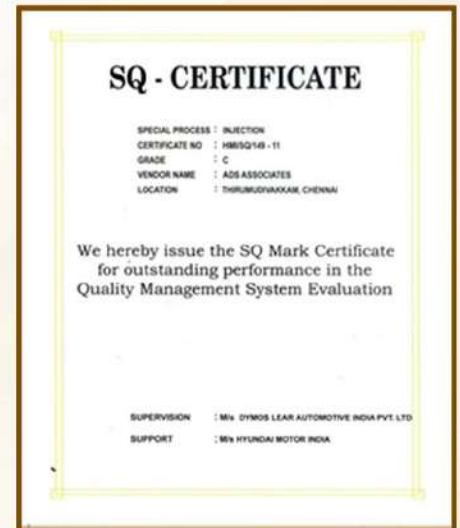 SQ - CERTIFICATE
SPECIAL PROCESS : INJECTION
CERTIFICATE NO : HMI/SQ/149 - 11
GRADE : C
VENDOR NAME : ADS ASSOCIATES
LOCATION : THIRUMUDIVAKKAM, CHENNAI
We hereby issue the SQ Mark Certificate
for outstanding performance in the
Quality Management System Evaluation
SUPERVISION : M/s DYMOS LEAR AUTOMOTIVE INDIA PVT. LTD
SUPPORT : M/s HYUNDAI MOTOR INDIA